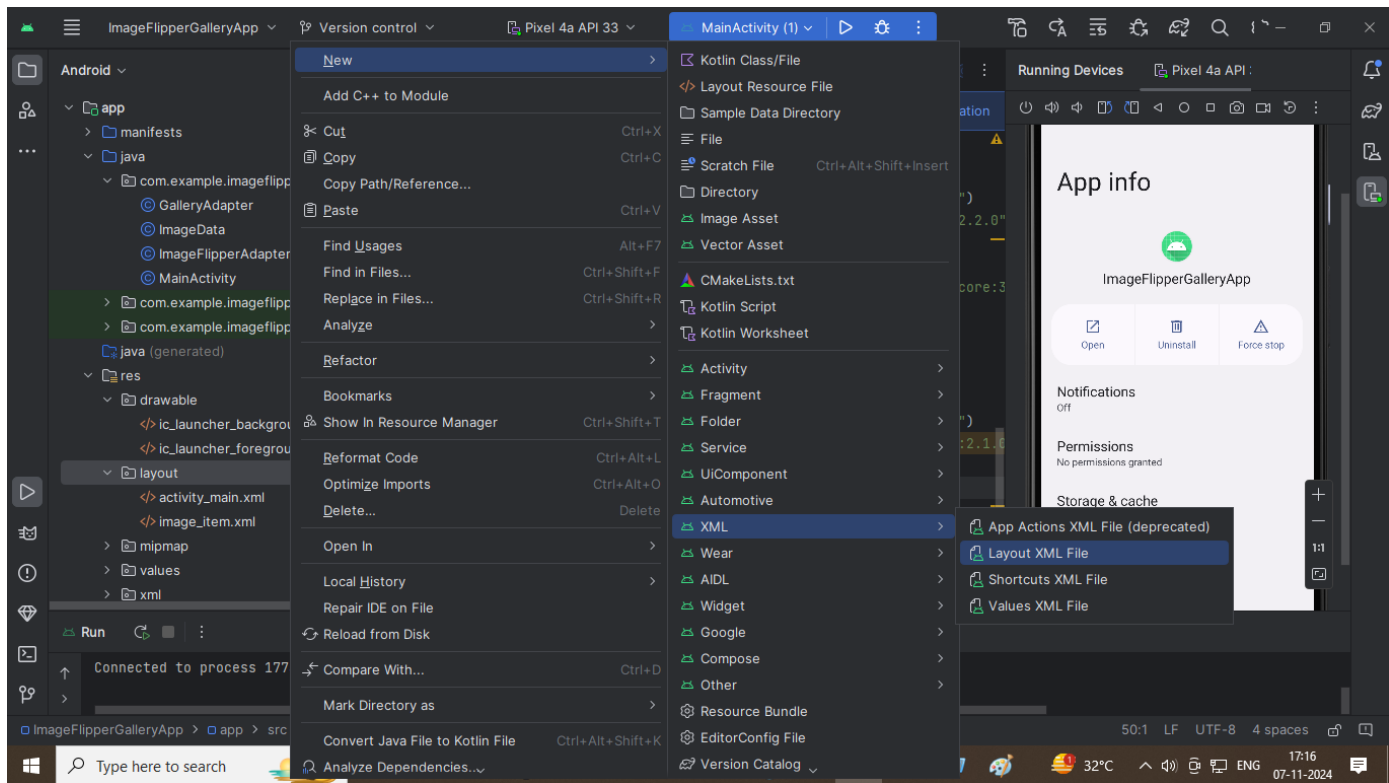 ImageFlipperGalleryApp
Version control
Pixel 4a API 33
MainActivity (1)
Android
app
manifests
java
com.example.imageflipp
GalleryAdapter
ImageData
ImageFlipperAdapter
MainActivity
com.example.imageflipp
com.example.imageflipp
java (generated)
res
drawable
ic_launcher_backgrou
ic_launcher_foregrou
layout
activity_main.xml
image_item.xml
mipmap
values
xml
New
Add C++ to Module
Cut Ctrl+X
Copy Ctrl+C
Copy Path/Reference...
Paste Ctrl+V
Find Usages Alt+F7
Find in Files... Ctrl+Shift+F
Replace in Files... Ctrl+Shift+R
Analyze
Refactor
Bookmarks
Show In Resource Manager Ctrl+Shift+T
Reformat Code Ctrl+Alt+L
Optimize Imports Ctrl+Alt+O
Delete... Delete
Open In
Local History
Repair IDE on File
Reload from Disk
Compare With... Ctrl+D
Mark Directory as
Convert Java File to Kotlin File Ctrl+Alt+Shift+K
Analyze Dependencies...
Kotlin Class/File
Layout Resource File
Sample Data Directory
File
Scratch File Ctrl+Alt+Shift+Insert
Directory
Image Asset
Vector Asset
CMakeLists.txt
Kotlin Script
Kotlin Worksheet
Activity
Fragment
Folder
Service
UiComponent
Automotive
XML
Wear
AIDL
Widget
Google
Compose
Other
Resource Bundle
EditorConfig File
Version Catalog
App Actions XML File (deprecated)
Layout XML File
Shortcuts XML File
Values XML File
ation
")
2.2.0"
core:3
")
:2.1.0
Running Devices
Pixel 4a API
App info
ImageFlipperGalleryApp
Open
Uninstall
Force stop
Notifications
Off
Permissions
No permissions granted
Storage & cache
1:1
Run
Connected to process 177
ImageFlipperGalleryApp > app > src
50:1 LF UTF-8 4 spaces
Type here to search
32°C
ENG
17:16
07-11-2024